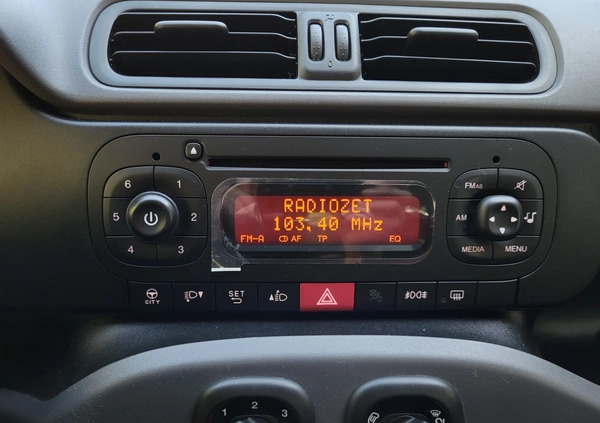 6 1
5 2
4 3
RADIOZET
103.40 MHz
FM-A AF TP EQ
FMAS
AM
MEDIA MENU
CITY
SET
1 2 3